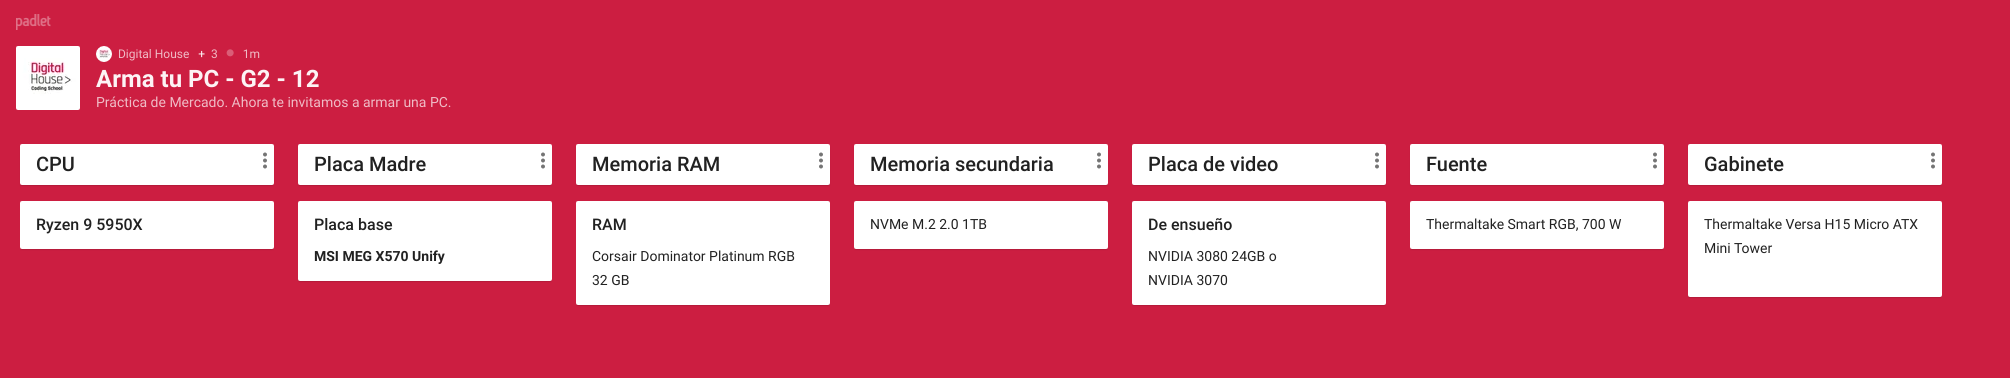 padlet
Digital House + 3 1m
Digital
House>
Coding School
Arma tu PC - G2 - 12
Práctica de Mercado. Ahora te invitamos a armar una PC.
CPU
Ryzen 9 5950X
Placa Madre
Placa base
MSI MEG X570 Unify
Memoria RAM
RAM
Corsair Dominator Platinum RGB
32 GB
Memoria secundaria
NVMe M.2 2.0 1TB
Placa de video
De ensueño
NVIDIA 3080 24GB o
NVIDIA 3070
Fuente
Thermaltake Smart RGB, 700 W
Gabinete
Thermaltake Versa H15 Micro ATX
Mini Tower